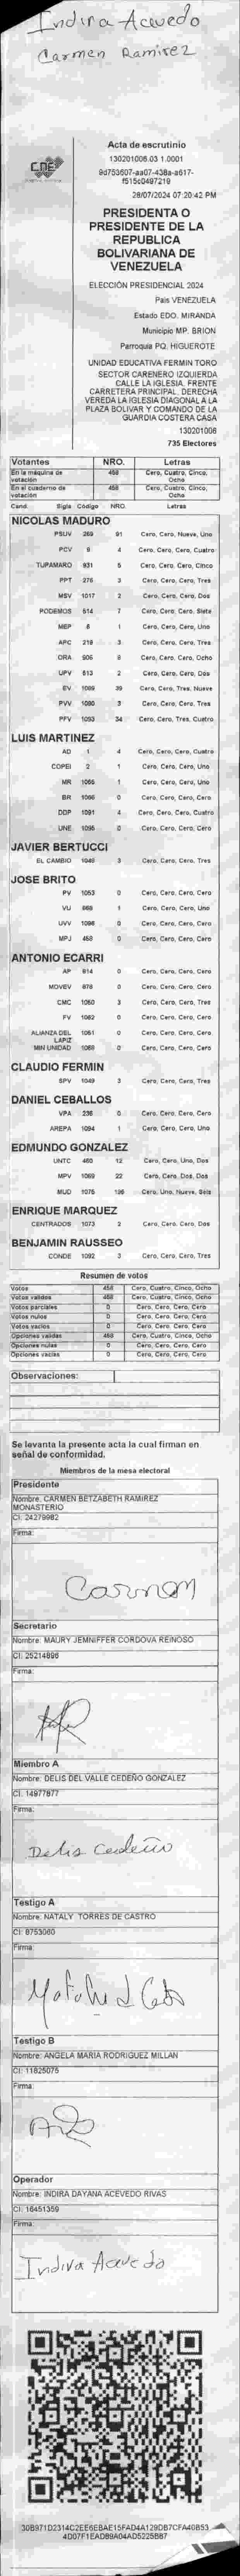 Indira Acevedo
Carmen Ramirez
CNE
Acta de escrutinio
130201006.03.1.0001
9d753607-aa07-438a-a617-
f515c0497219
28/07/2024 07:20:42 PM
PRESIDENTA O
PRESIDENTE DE LA
REPUBLICA
BOLIVARIANA DE
VENEZUELA
ELECCIÓN PRESIDENCIAL 2024
Pais VENEZUELA
Estado EDO. MIRANDA
Municipio MP. BRION
Parroquia PQ. HIGUEROTE
UNIDAD EDUCATIVA FERMIN TORO
SECTOR CARENERO IZQUIERDA
CALLE LA IGLESIA. FRENTE
CARRETERA PRINCIPAL. DERECHA
VEREDA LA IGLESIA DIAGONAL A LA
PLAZA BOLIVAR Y COMANDO DE LA
GUARDIA COSTERA CASA
130201006
735 Electores
Votantes NRO. Letras
En la máquina de votación 458 Cero, Cuatro, Cinco, Ocho
En el cuaderno de votación 458 Cero, Cuatro, Cinco, Ocho
Cand. Sigla Código NRO. Letras
NICOLAS MADURO
PSUV 269 91 Cero, Cero, Nueve, Uno
PCV 4 Cero, Cero, Cero, Cuatro
TUPAMARO 931 5 Cero, Cero, Cero, Cinco
PPT 276 3 Cero, Cero, Cero, Tres
MSV 1017 2 Cero, Cero, Cero, Dos
PODEMOS 514 7 Cero, Cero, Cero, Siete
MEP 1 Cero, Cero, Cero, Uno
APC 219 3 Cero, Cero, Cero, Tres
ORA 906 8 Cero, Cero, Cero, Ocho
UPV 613 2 Cero, Cero, Cero, Dos
EV 1089 39 Cero, Cero, Tres, Nueve
PVV 1080 3 Cero, Cero, Cero, Tres
PFV 1093 34 Cero, Cero, Tres, Cuatro
LUIS MARTINEZ
AD 1 4 Cero, Cero, Cero, Cuatro
COPEI 2 1 Cero, Cero, Cero, Uno
MR 1065 1 Cero, Cero, Cero, Uno
BR 1066 0 Cero, Cero, Cero, Cero
DDP 1091 4 Cero, Cero, Cero, Cuatro
UNE 1095 0 Cero, Cero, Cero, Cero
JAVIER BERTUCCI
EL CAMBIO 1048 3 Cero, Cero, Cero, Tres
JOSE BRITO
PV 1053 0 Cero, Cero, Cero, Cero
VU 868 1 Cero, Cero, Cero, Uno
UVV 1096 0 Cero, Cero, Cero, Cero
MPJ 458 0 Cero, Cero, Cero, Cero
ANTONIO ECARRI
AP 914 0 Cero, Cero, Cero, Cero
MOVEV 978 0 Cero, Cero, Cero, Cero
CMC 1050 3 Cero, Cero, Cero, Tres
FV 1062 0 Cero, Cero, Cero, Cero
ALIANZA DEL LAPIZ 1051 0 Cero, Cero, Cero, Cero
MIN UNIDAD 1088 0 Cero, Cero, Cero, Cero
CLAUDIO FERMIN
SPV 1049 3 Cero, Cero, Cero, Tres
DANIEL CEBALLOS
VPA 236 0 Cero, Cero, Cero, Cero
AREPA 1094 1 Cero, Cero, Cero, Uno
EDMUNDO GONZALEZ
UNTC 460 12 Cero, Cero, Uno, Dos
MPV 1069 22 Cero, Cero, Dos, Dos
MUD 1075 196 Cero, Uno, Nueve, Seis
ENRIQUE MARQUEZ
CENTRADOS 1073 2 Cero, Cero, Cero, Dos
BENJAMIN RAUSSEO
CONDE 1092 3 Cero, Cero, Cero, Tres
Resumen de votos
Votos 458 Cero, Cuatro, Cinco, Ocho
Votos validos 458 Cero, Cuatro, Cinco, Ocho
Votos parciales 0 Cero, Cero, Cero, Cero
Votos nulos 0 Cero, Cero, Cero, Cero
Votos vacíos 0 Cero, Cero, Cero, Cero
Opciones validas 458 Cero, Cuatro, Cinco, Ocho
Opciones nulas 0 Cero, Cero, Cero, Cero
Opciones vacías 0 Cero, Cero, Cero, Cero
Observaciones:
Se levanta la presente acta la cual firman en
señal de conformidad.
Miembros de la mesa electoral
Presidente
Nombre: CARMEN BETZABETH RAMIREZ
MONASTERIO
CI: 24279982
Firma:
Carmen
Secretario
Nombre: MAURY JEMNIFFER CORDOVA REINOSO
CI: 25214896
Firma:
Miembro A
Nombre: DELIS DEL VALLE CEDEÑO GONZALEZ
CI: 14977877
Firma:
Delis Cedeño
Testigo A
Nombre: NATALY TORRES DE CASTRO
CI: 8753060
Firma:
Testigo B
Nombre: ANGELA MARIA RODRIGUEZ MILLAN
CI: 11825075
Firma:
Operador
Nombre: INDIRA DAYANA ACEVEDO RIVAS
CI: 16451359
Firma:
Indira Acevedo
30B971D2314C2EE6EBAE15FAD4A129DB7CFA40B53
4D07F1EADB9A04AD5225B87